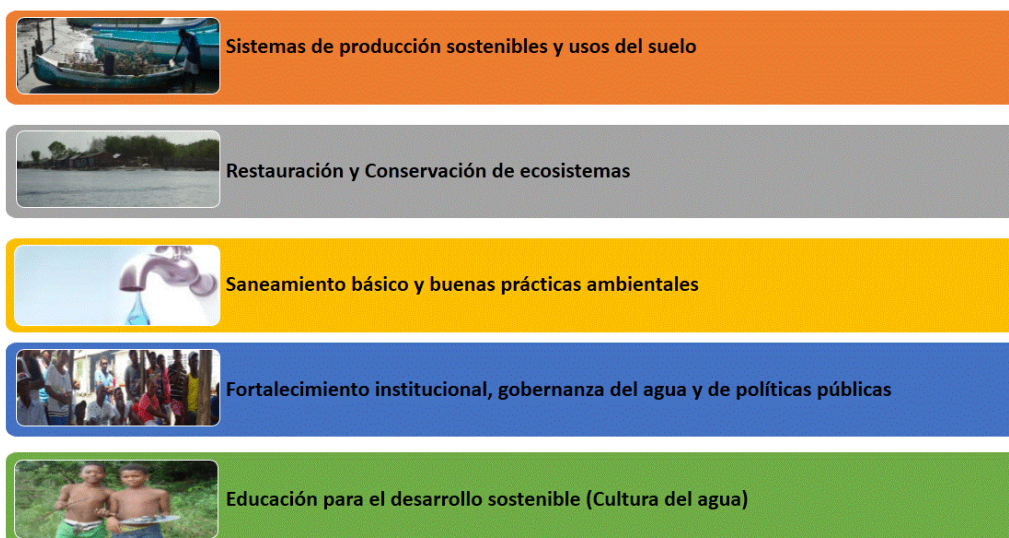 Sistemas de producción sostenibles y usos del suelo
Restauración y Conservación de ecosistemas
Saneamiento básico y buenas prácticas ambientales
Fortalecimiento institucional, gobernanza del agua y de políticas públicas
Educación para el desarrollo sostenible (Cultura del agua)